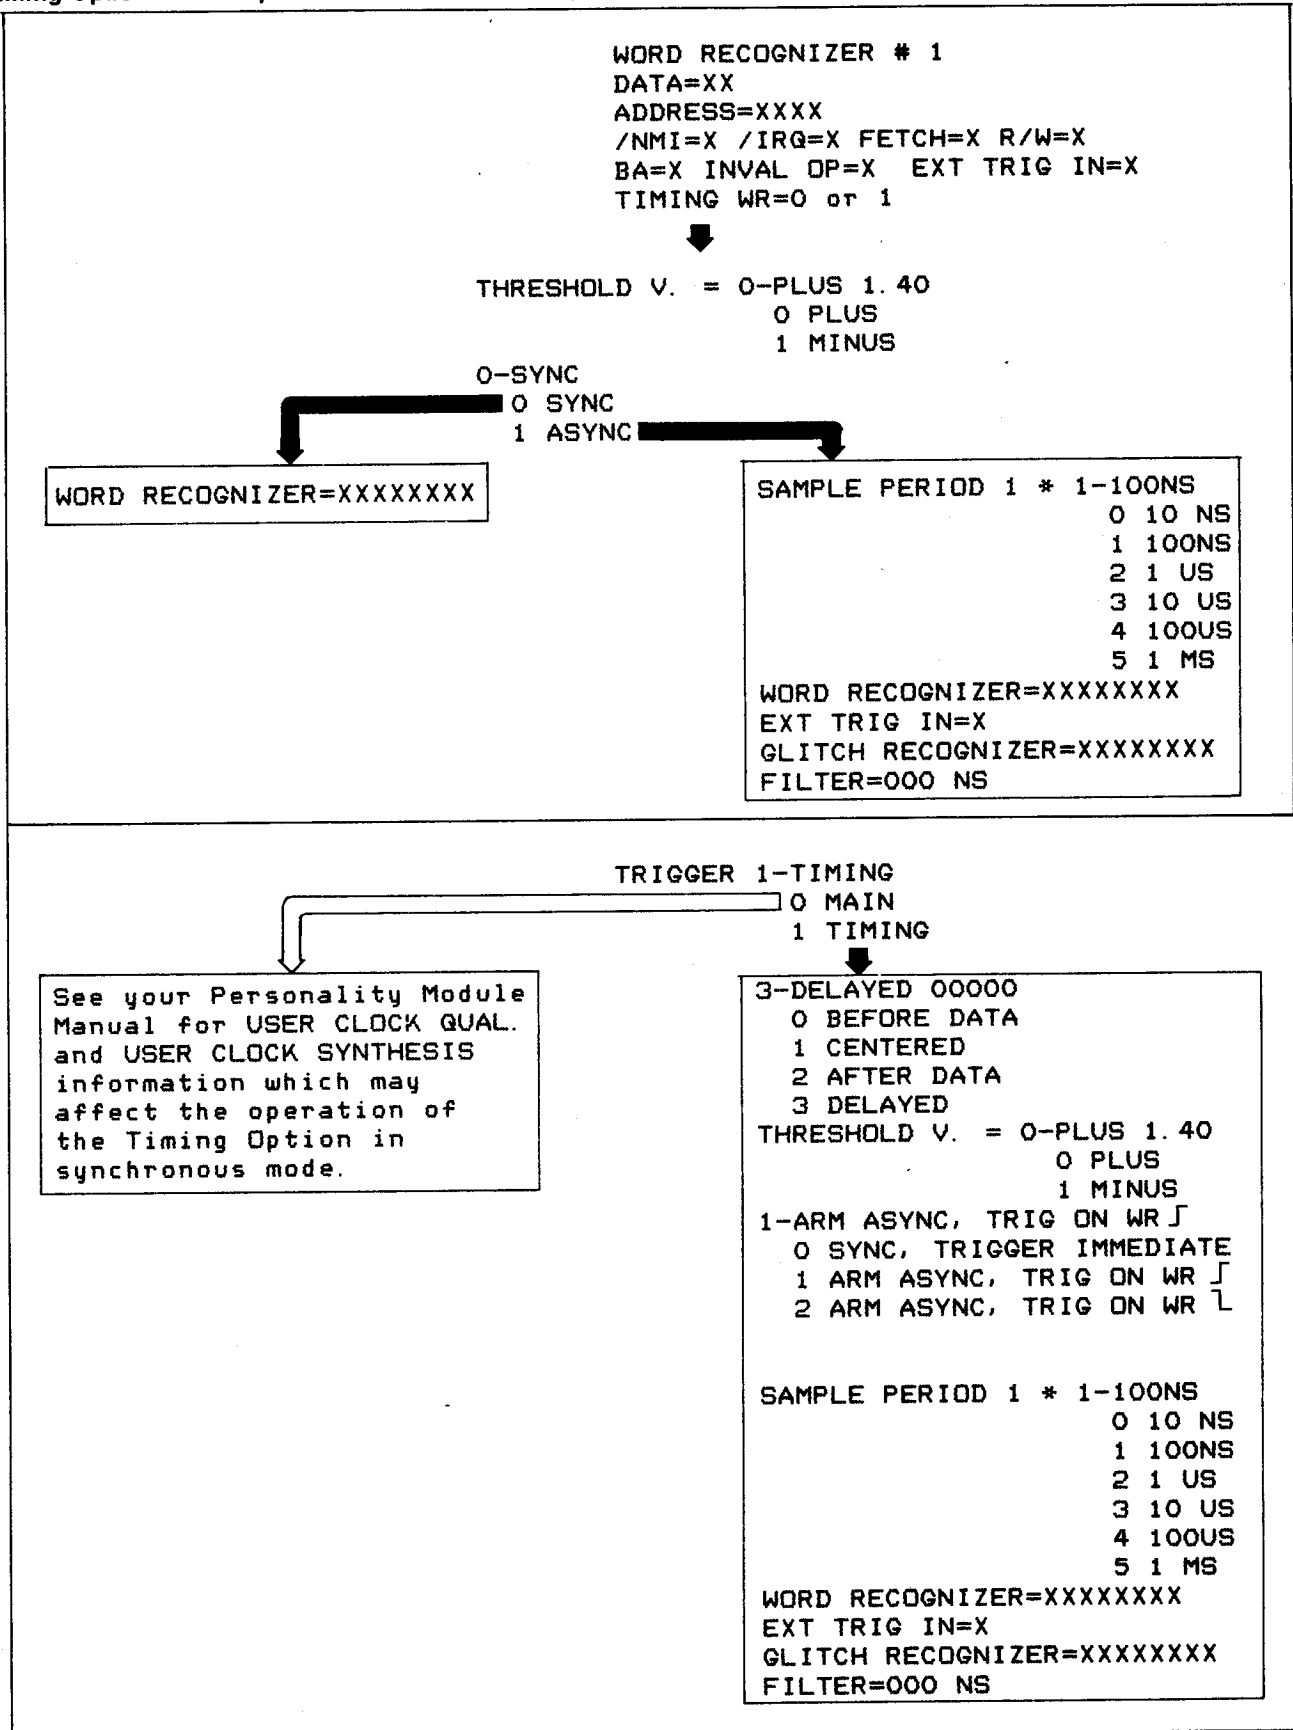 WORD RECOGNIZER # 1
DATA=XX
ADDRESS=XXXX
/NMI=X /IRQ=X FETCH=X R/W=X
BA=X INVAL OP=X EXT TRIG IN=X
TIMING WR=0 or 1
THRESHOLD V. = 0-PLUS 1.40
0 PLUS
1 MINUS
0-SYNC
0 SYNC
1 ASYNC
WORD RECOGNIZER=XXXXXXXX
SAMPLE PERIOD 1 * 1-100NS
0 10 NS
1 100NS
2 1 US
3 10 US
4 100US
5 1 MS
WORD RECOGNIZER=XXXXXXXX
EXT TRIG IN=X
GLITCH RECOGNIZER=XXXXXXXX
FILTER=000 NS
TRIGGER 1-TIMING
0 MAIN
1 TIMING
See your Personality Module
Manual for USER CLOCK QUAL.
and USER CLOCK SYNTHESIS
information which may
affect the operation of
the Timing Option in
synchronous mode.
3-DELAYED 00000
0 BEFORE DATA
1 CENTERED
2 AFTER DATA
3 DELAYED
THRESHOLD V. = 0-PLUS 1.40
0 PLUS
1 MINUS
1-ARM ASYNC, TRIG ON WR
0 SYNC, TRIGGER IMMEDIATE
1 ARM ASYNC, TRIG ON WR
2 ARM ASYNC, TRIG ON WR
SAMPLE PERIOD 1 * 1-100NS
0 10 NS
1 100NS
2 1 US
3 10 US
4 100US
5 1 MS
WORD RECOGNIZER=XXXXXXXX
EXT TRIG IN=X
GLITCH RECOGNIZER=XXXXXXXX
FILTER=000 NS